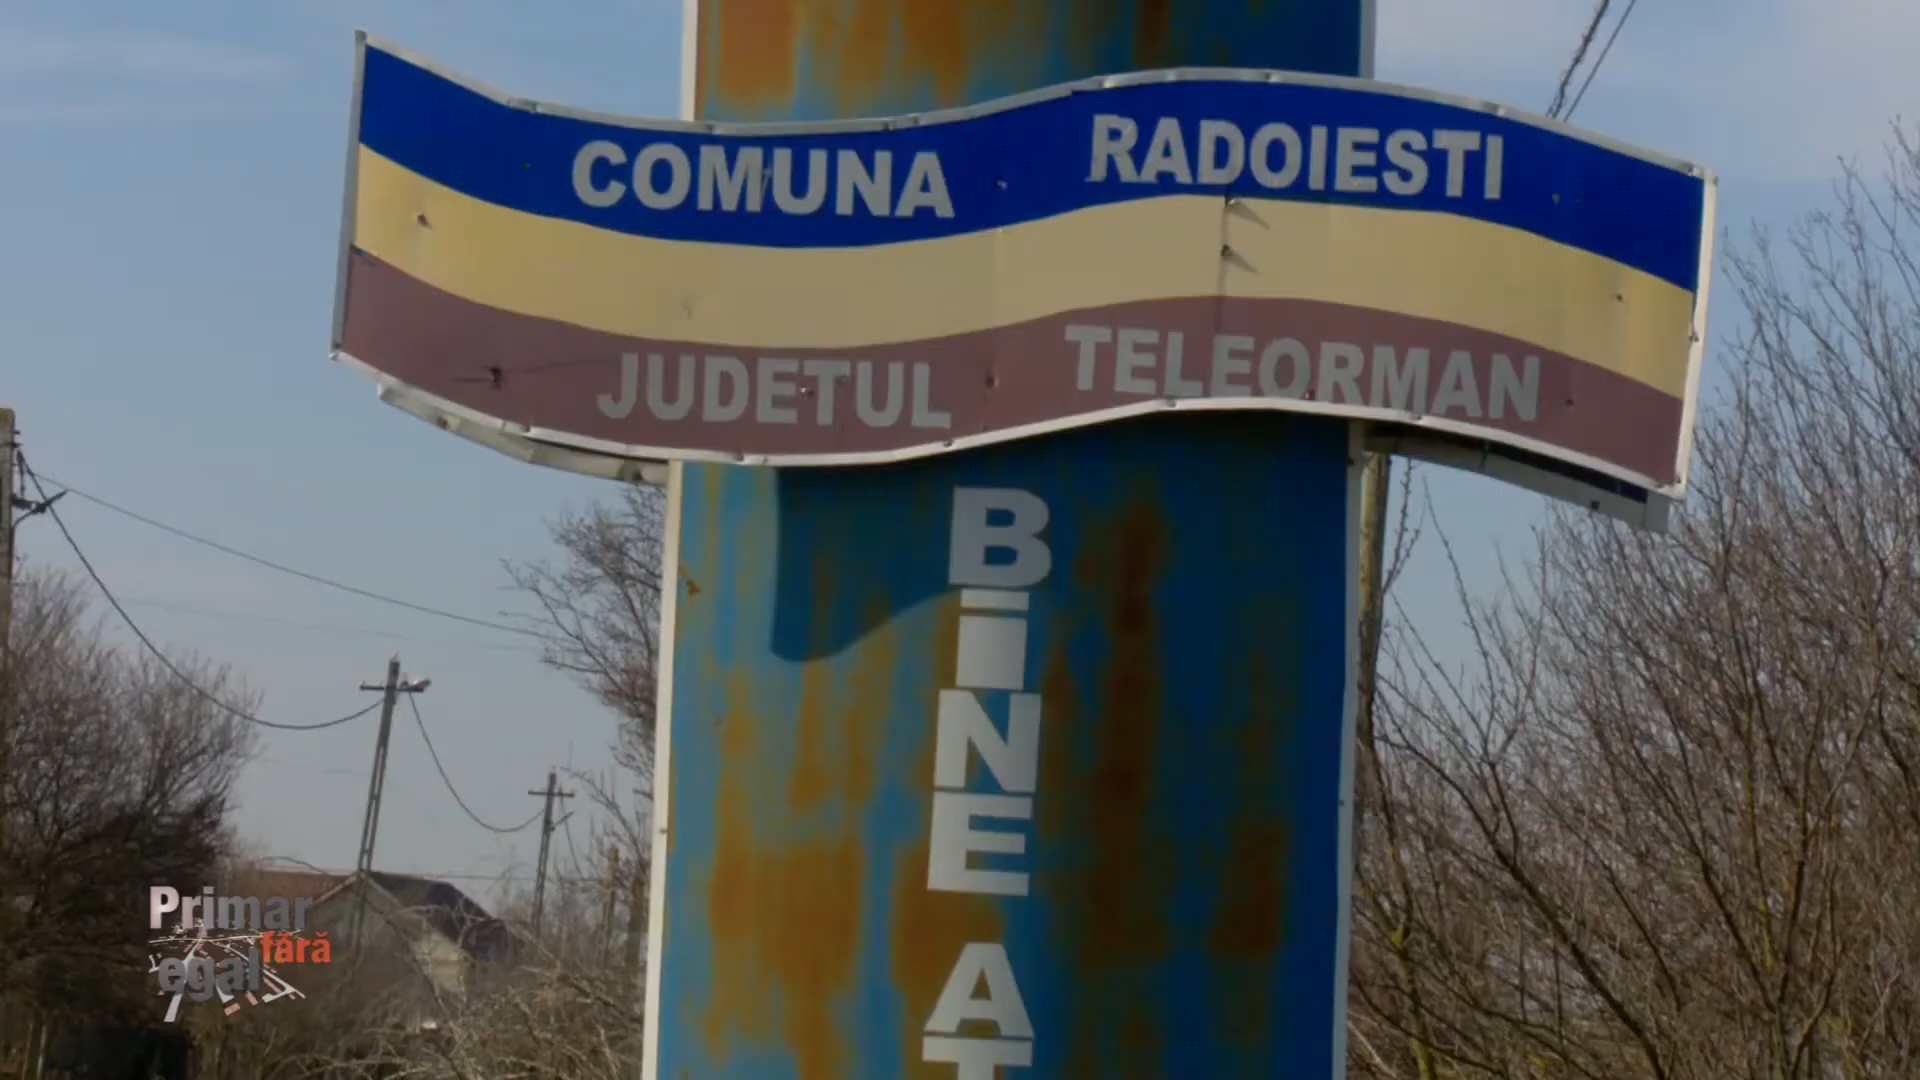 COMUNA RADOIESTI
JUDETUL TELEORMAN
BINE AT
Primar
fără
egal